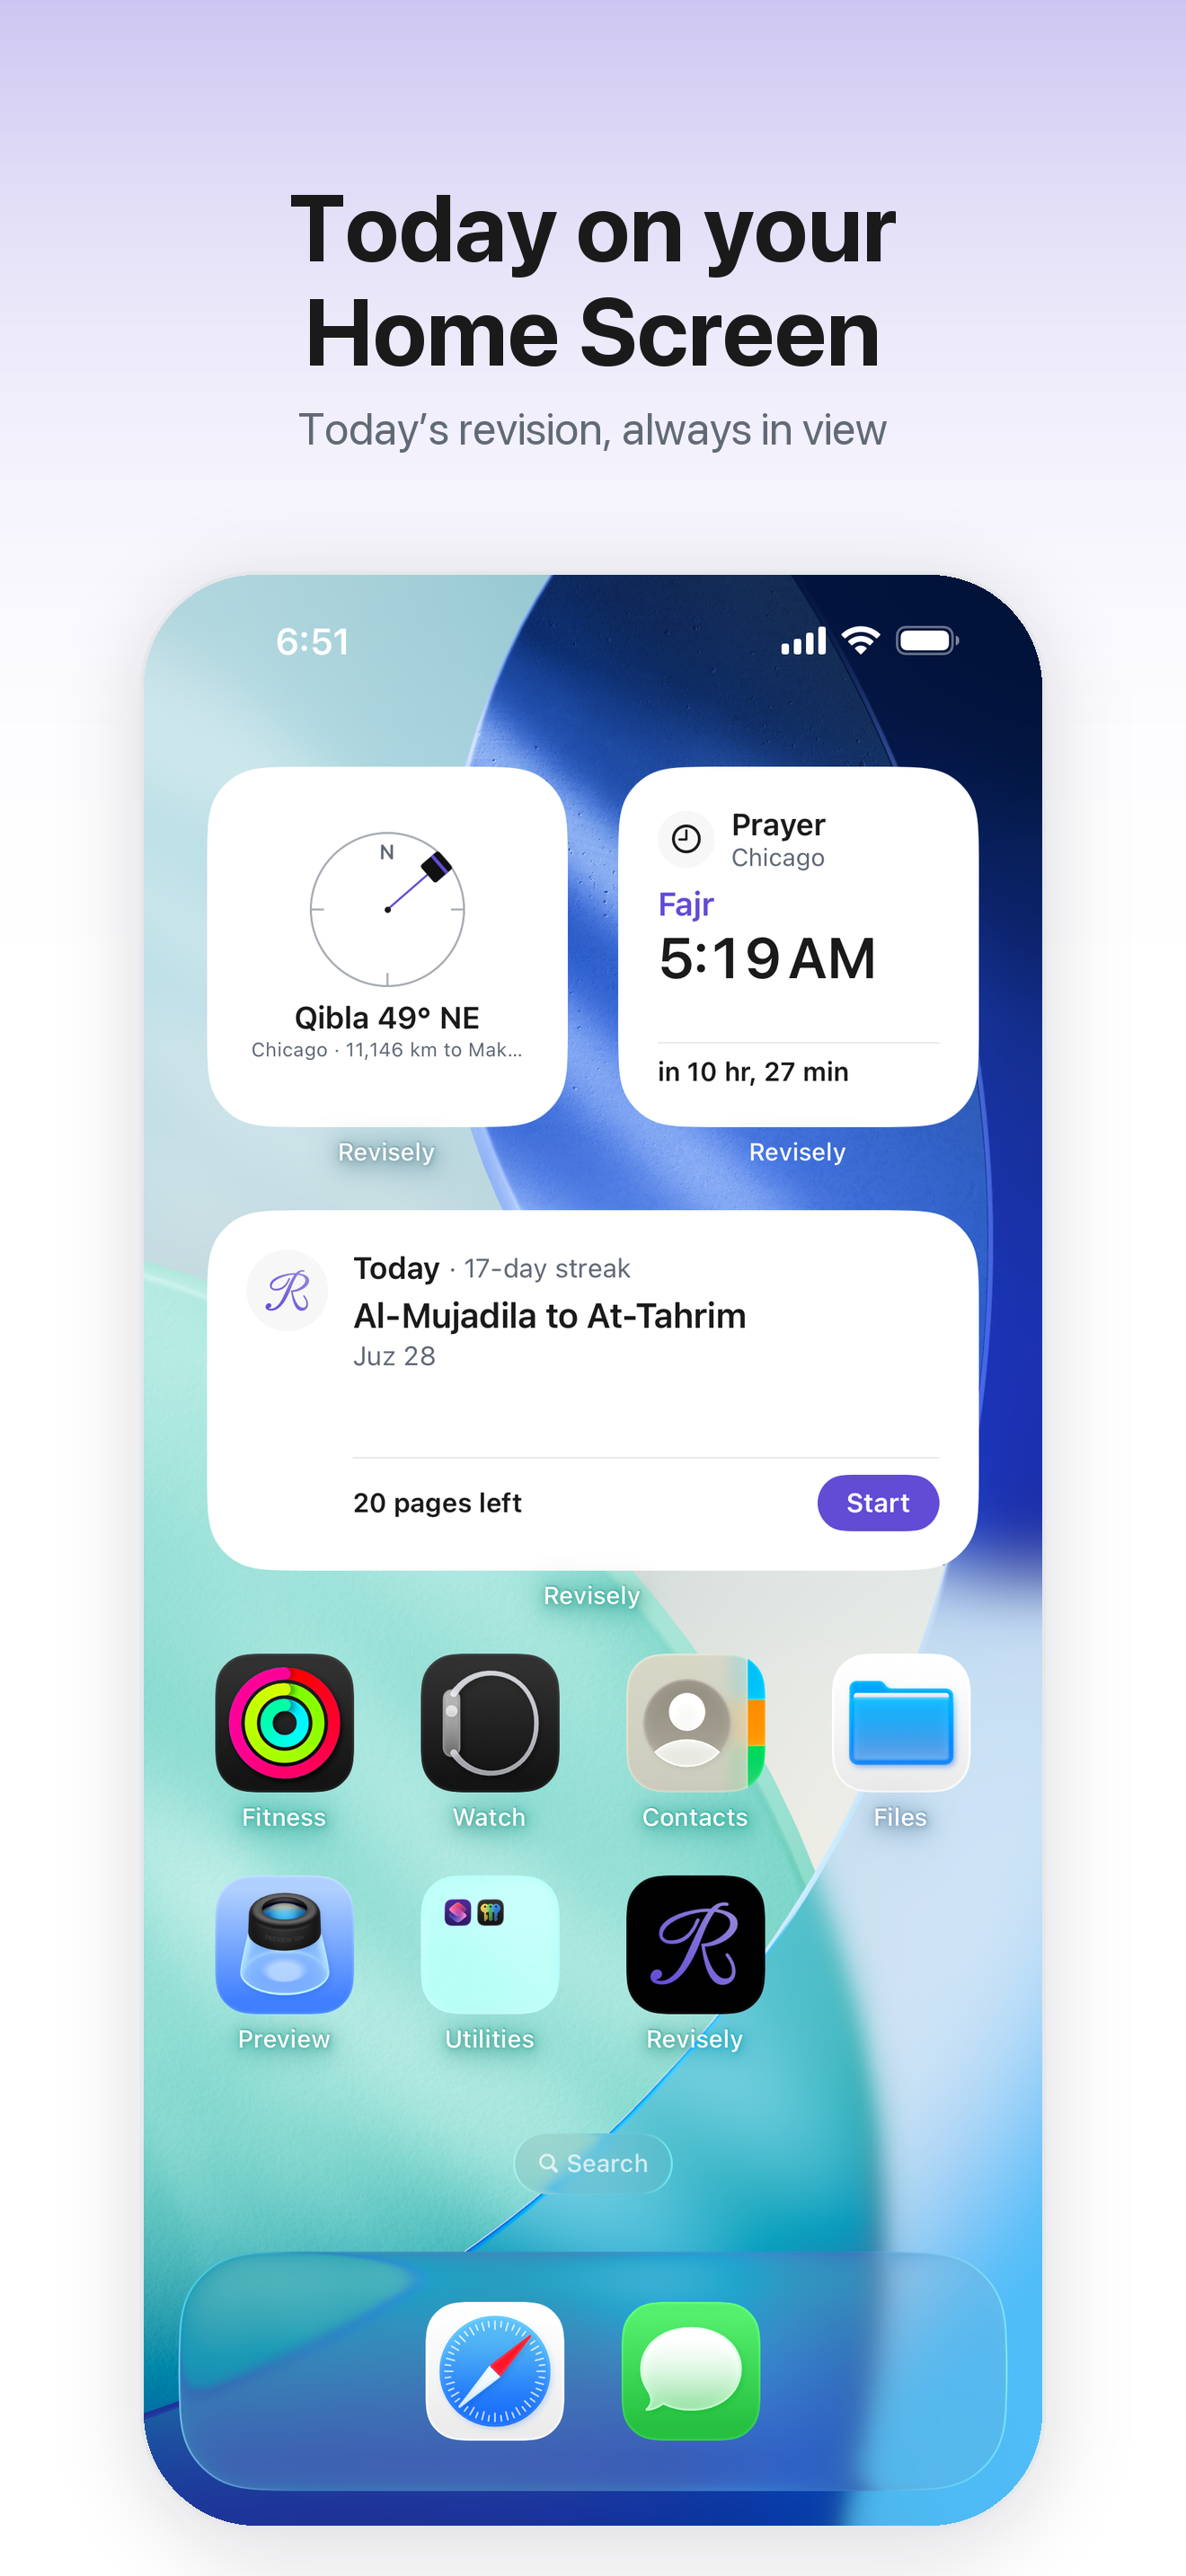 Today on your
Home Screen
Today’s revision, always in view
6:51
N
Qibla 49° NE
Chicago · 11,146 km to Mak...
Revisely
Prayer
Chicago
Fajr
5:19 AM
in 10 hr, 27 min
Revisely
R
Today · 17-day streak
Al-Mujadila to At-Tahrim
Juz 28
20 pages left
Start
Revisely
Fitness
Watch
Contacts
Files
R
Preview
Utilities
Revisely
Search